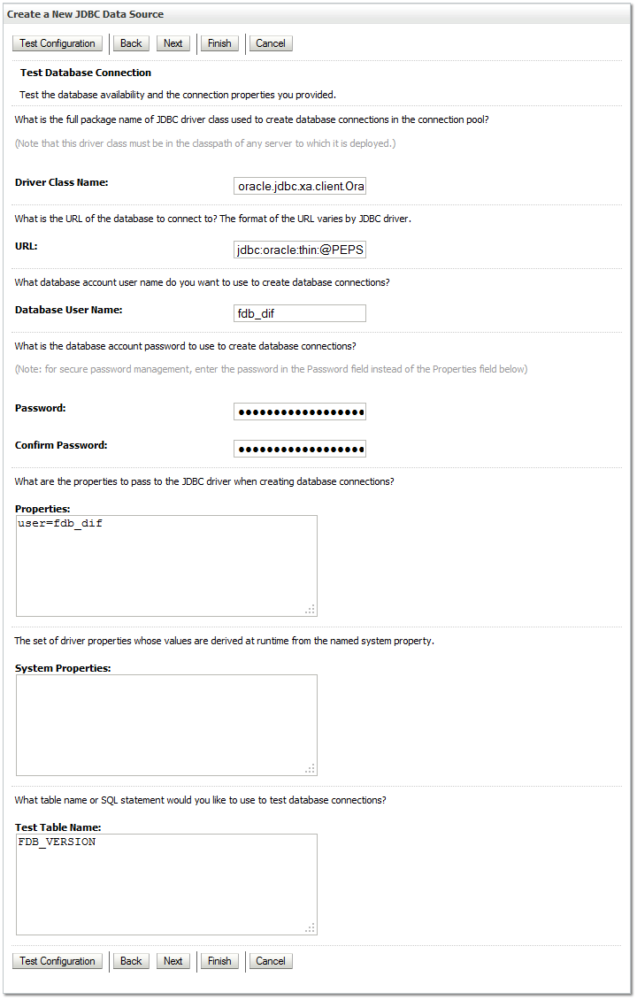 Create a New JDBC Data Source
Test Configuration Back Next Finish Cancel
Test Database Connection
Test the database availability and the connection properties you provided.
What is the full package name of JDBC driver class used to create database connections in the connection pool?
(Note that this driver class must be in the classpath of any server to which it is deployed.)
Driver Class Name: oracle.jdbc.xa.client.Ora
What is the URL of the database to connect to? The format of the URL varies by JDBC driver.
URL: jdbc:oracle:thin:@PEPS
What database account user name do you want to use to create database connections?
Database User Name: fdb_dif
What is the database account password to use to create database connections?
(Note: for secure password management, enter the password in the Password field instead of the Properties field below)
Password: ●●●●●●●●●●●●●●●●●●
Confirm Password: ●●●●●●●●●●●●●●●●●●
What are the properties to pass to the JDBC driver when creating database connections?
Properties:
user=fdb_dif
The set of driver properties whose values are derived at runtime from the named system property.
System Properties:
What table name or SQL statement would you like to use to test database connections?
Test Table Name:
FDB_VERSION
Test Configuration Back Next Finish Cancel